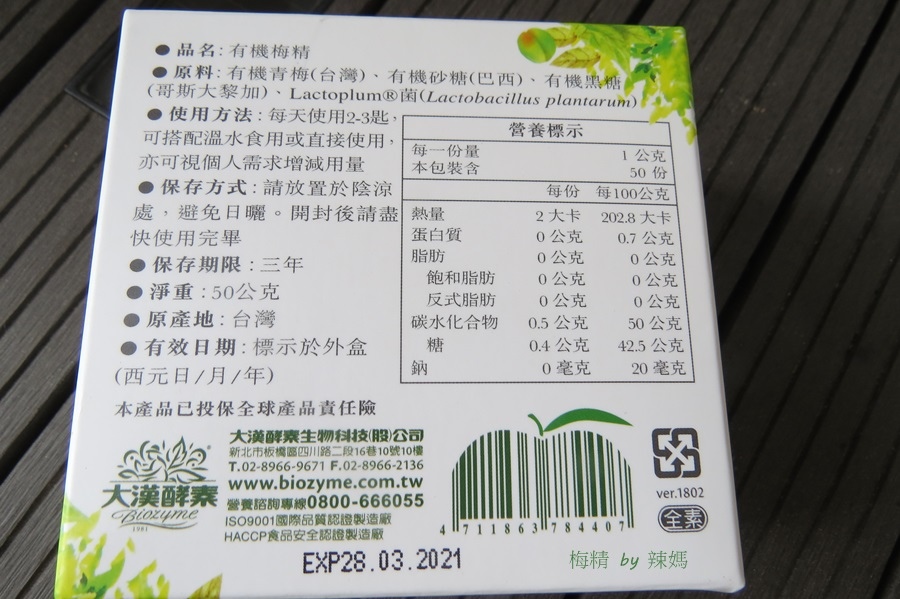 ●品名:有機梅精
●原料:有機青梅(台灣)、有機砂糖(巴西)、有機黑糖
(哥斯大黎加)、Lactoplum®菌(Lactobacillus plantarum)
●使用方法:每天使用2-3匙,
可搭配溫水食用或直接使用,
亦可視個人需求增減用量
●保存方式:請放置於陰涼
處,避免日曬。開封後請盡
快使用完畢
●保存期限:三年
●淨重:50公克
●原產地:台灣
●有效日期:標示於外盒
(西元日/月/年)
本產品已投保全球產品責任險
營養標示
每一份量 1 公克
本包裝含 50 份
每份 每100公克
熱量 2 大卡 202.8 大卡
蛋白質 0 公克 0.7 公克
脂肪 0 公克 0 公克
飽和脂肪 0 公克 0 公克
反式脂肪 0 公克 0 公克
碳水化合物 0.5 公克 50 公克
糖 0.4 公克 42.5 公克
鈉 0 毫克 20 毫克
大漢酵素
Biozyme
1981
大漢酵素生物科技(股)公司
新北市板橋區四川路二段16巷10號10樓
T.02-8966-9671 F.02-8966-2136
www.biozyme.com.tw
營養諮詢專線0800-666055
ISO9001國際品質認證製造廠
HACCP食品安全認證製造廠
4 711863 784407
ver.1802
全素
EXP28.03.2021
梅精 by 辣媽